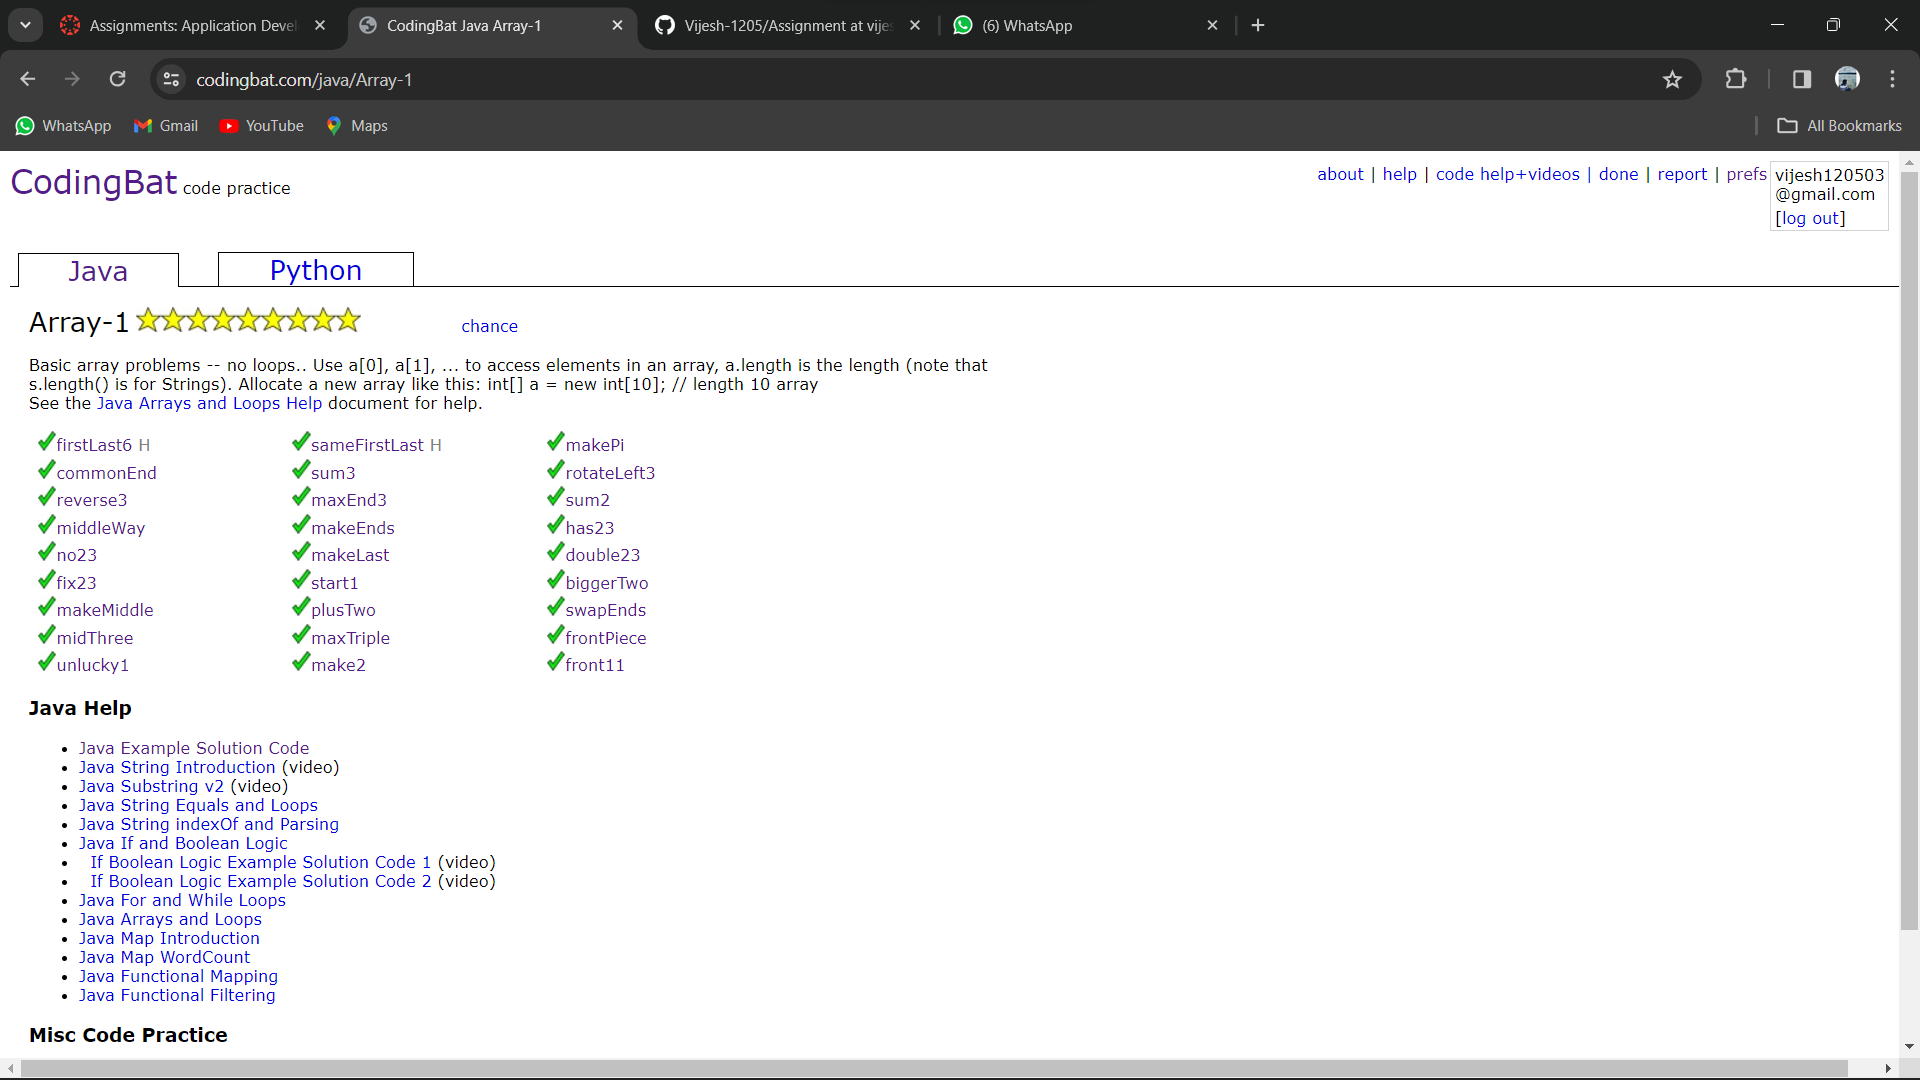 Assignments: Application Devel
CodingBat Java Array-1
Vijesh-1205/Assignment at vijes
(6) WhatsApp
codingbat.com/java/Array-1
WhatsApp Gmail YouTube Maps All Bookmarks
CodingBat code practice
about | help | code help+videos | done | report | prefs
vijesh120503
@gmail.com
[log out]
Java Python
Array-1 chance
Basic array problems -- no loops.. Use a[0], a[1], ... to access elements in an array, a.length is the length (note that
s.length() is for Strings). Allocate a new array like this: int[] a = new int[10]; // length 10 array
See the Java Arrays and Loops Help document for help.
firstLast6 H sameFirstLast H makePi
commonEnd sum3 rotateLeft3
reverse3 maxEnd3 sum2
middleWay makeEnds has23
no23 makeLast double23
fix23 start1 biggerTwo
makeMiddle plusTwo swapEnds
midThree maxTriple frontPiece
unlucky1 make2 front11
Java Help
• Java Example Solution Code
• Java String Introduction (video)
• Java Substring v2 (video)
• Java String Equals and Loops
• Java String indexOf and Parsing
• Java If and Boolean Logic
• If Boolean Logic Example Solution Code 1 (video)
• If Boolean Logic Example Solution Code 2 (video)
• Java For and While Loops
• Java Arrays and Loops
• Java Map Introduction
• Java Map WordCount
• Java Functional Mapping
• Java Functional Filtering
Misc Code Practice